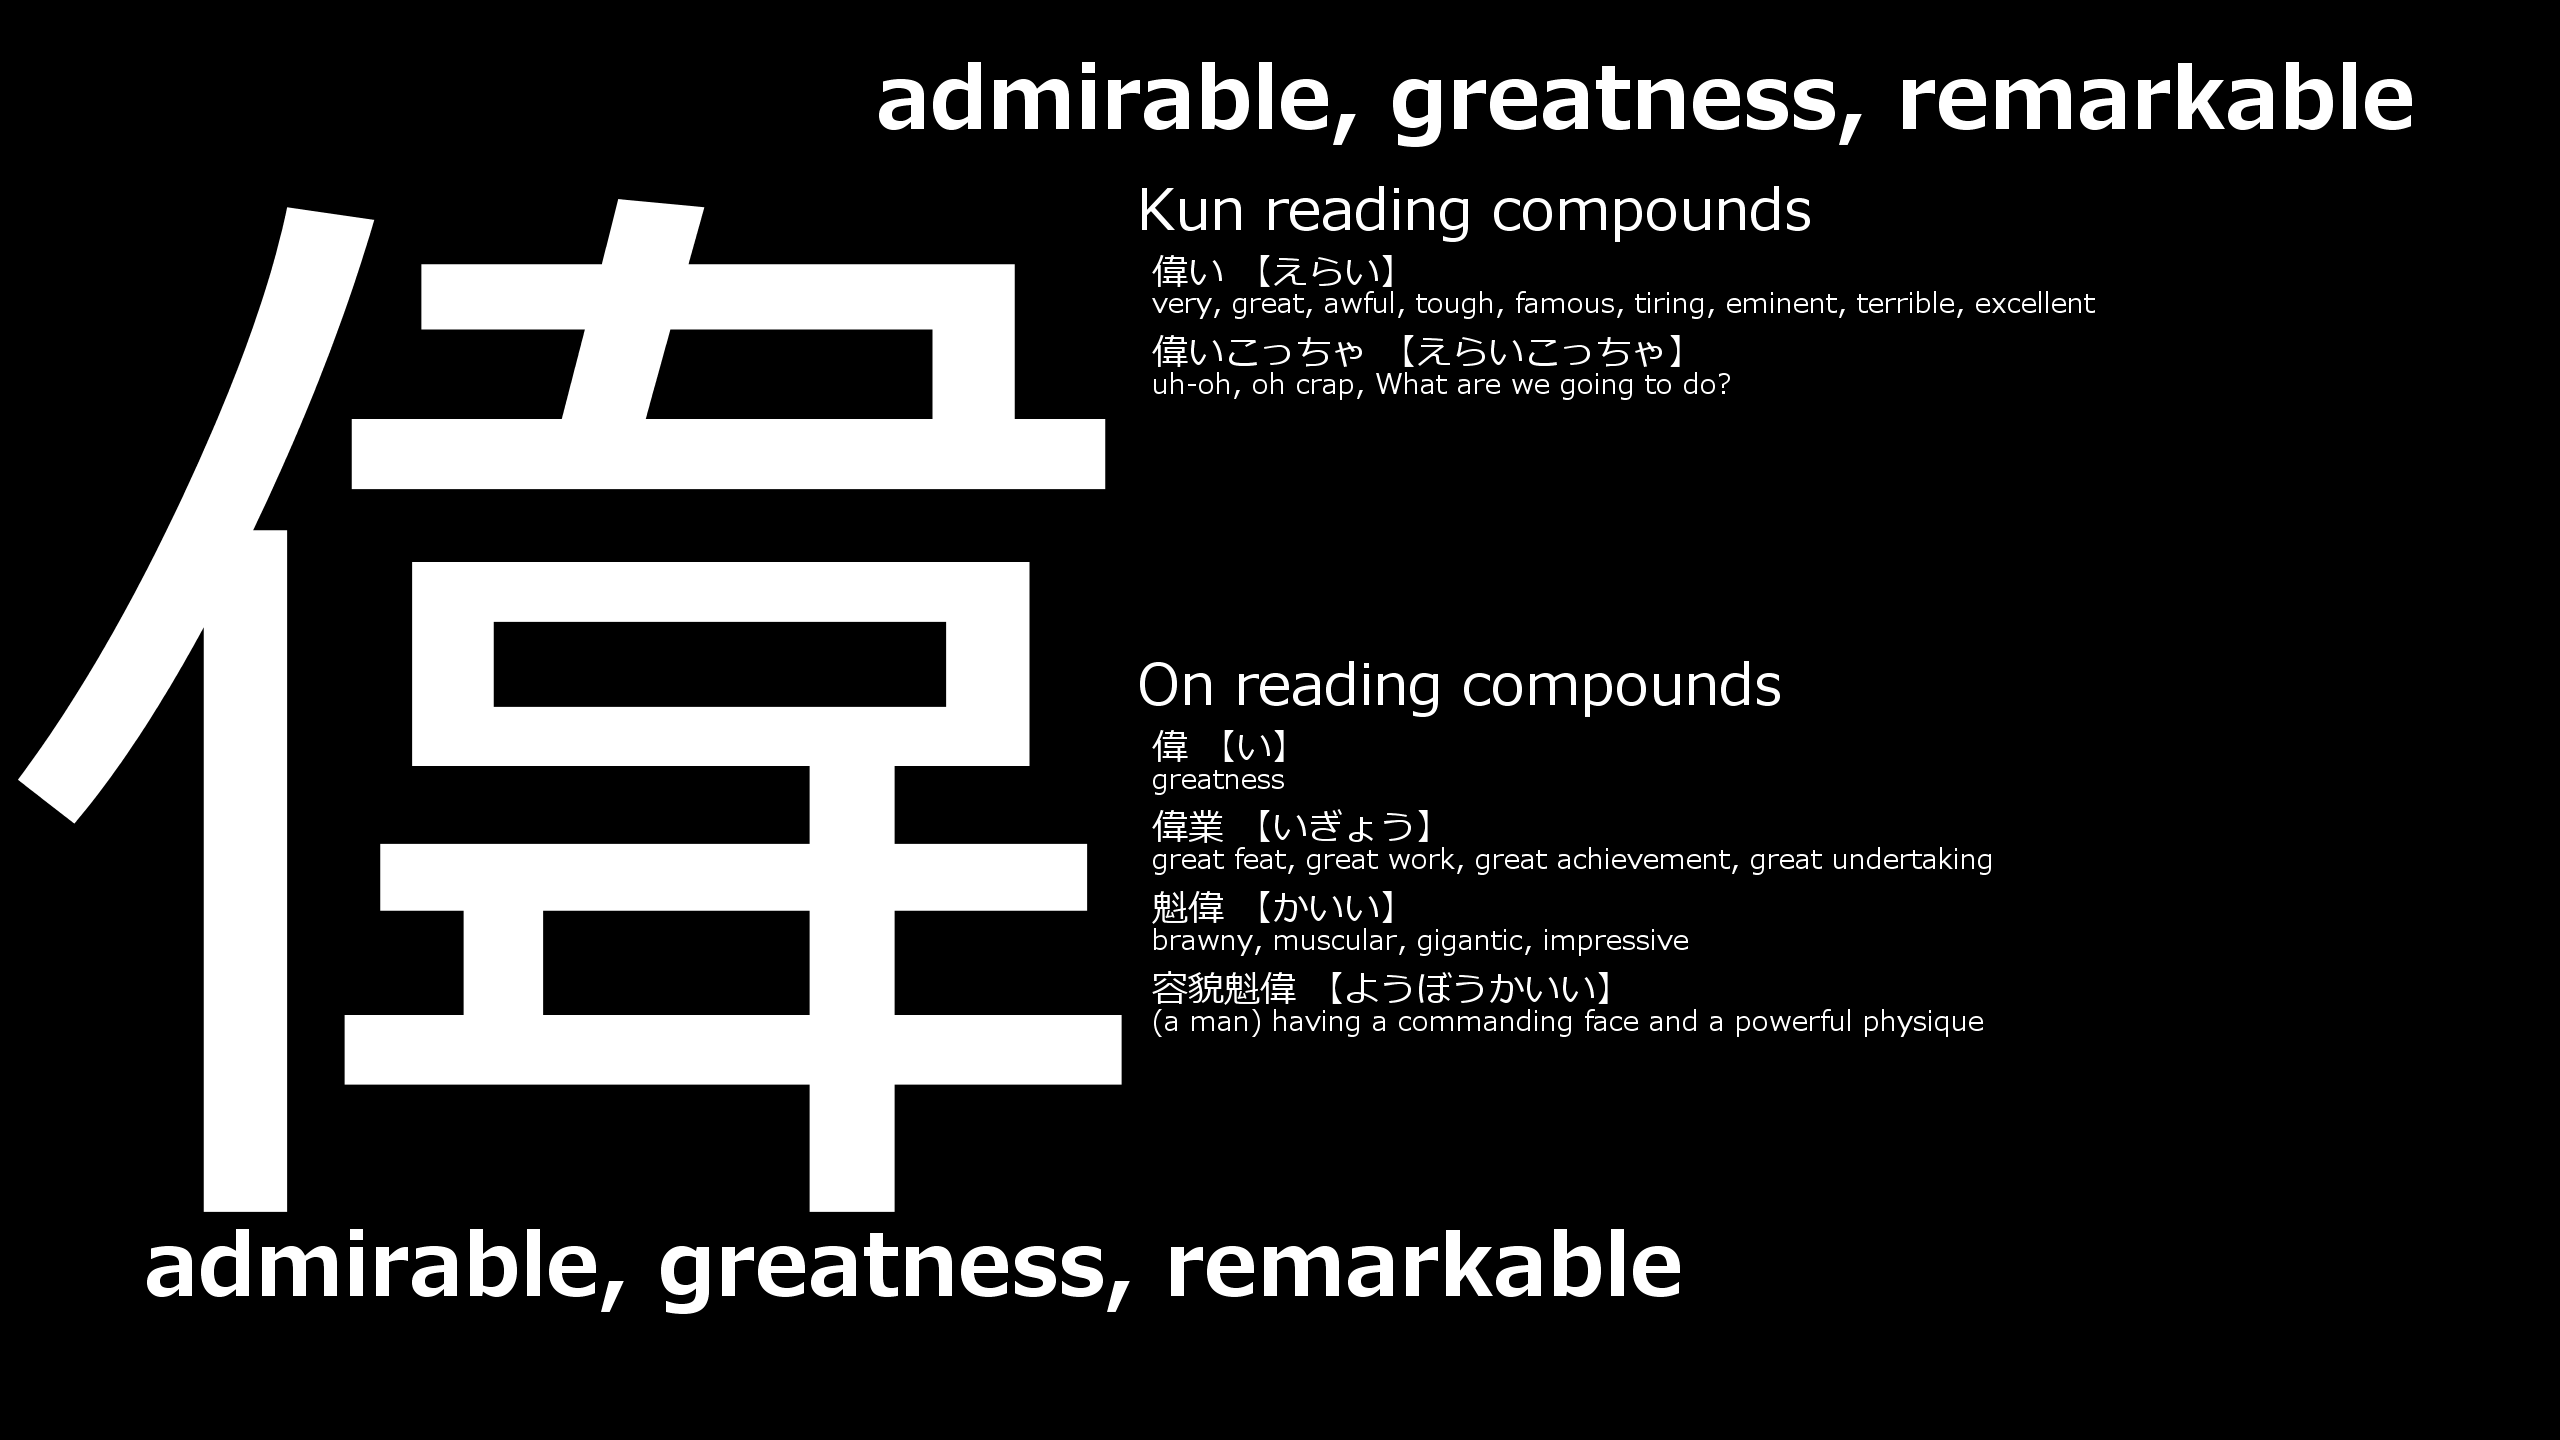 admirable, greatness, remarkable
偉
Kun reading compounds
偉い 【えらい】
very, great, awful, tough, famous, tiring, eminent, terrible, excellent
偉いこっちゃ 【えらいこっちゃ】
uh-oh, oh crap, What are we going to do?
On reading compounds
偉 【い】
greatness
偉業 【いぎょう】
great feat, great work, great achievement, great undertaking
魁偉 【かいい】
brawny, muscular, gigantic, impressive
容貌魁偉 【ようぼうかいい】
(a man) having a commanding face and a powerful physique
admirable, greatness, remarkable